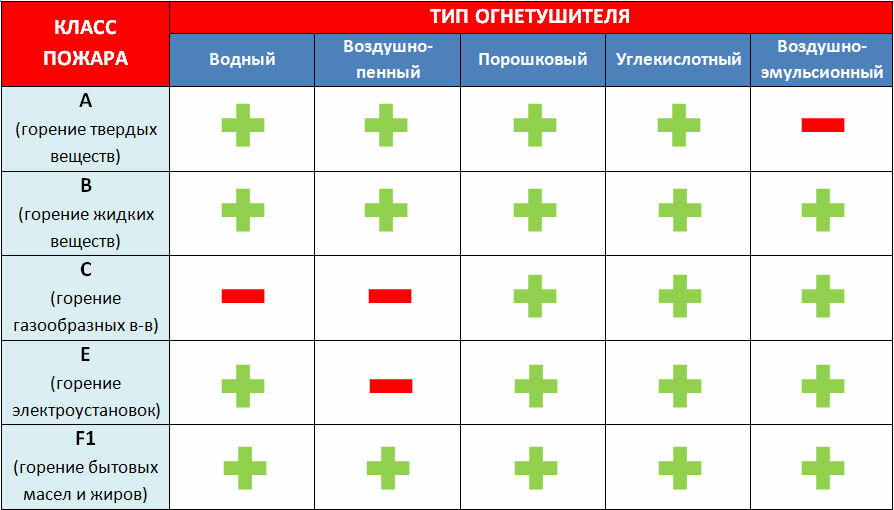 КЛАСС
ПОЖАРА
ТИП ОГНЕТУШИТЕЛЯ
Водный
Воздушно-
пенный
Порошковый
Углекислотный
Воздушно-
эмульсионный
A
(горение твердых
веществ)
B
(горение жидких
веществ)
C
(горение
газообразных в-в)
E
(горение
электроустановок)
F1
(горение бытовых
масел и жиров)